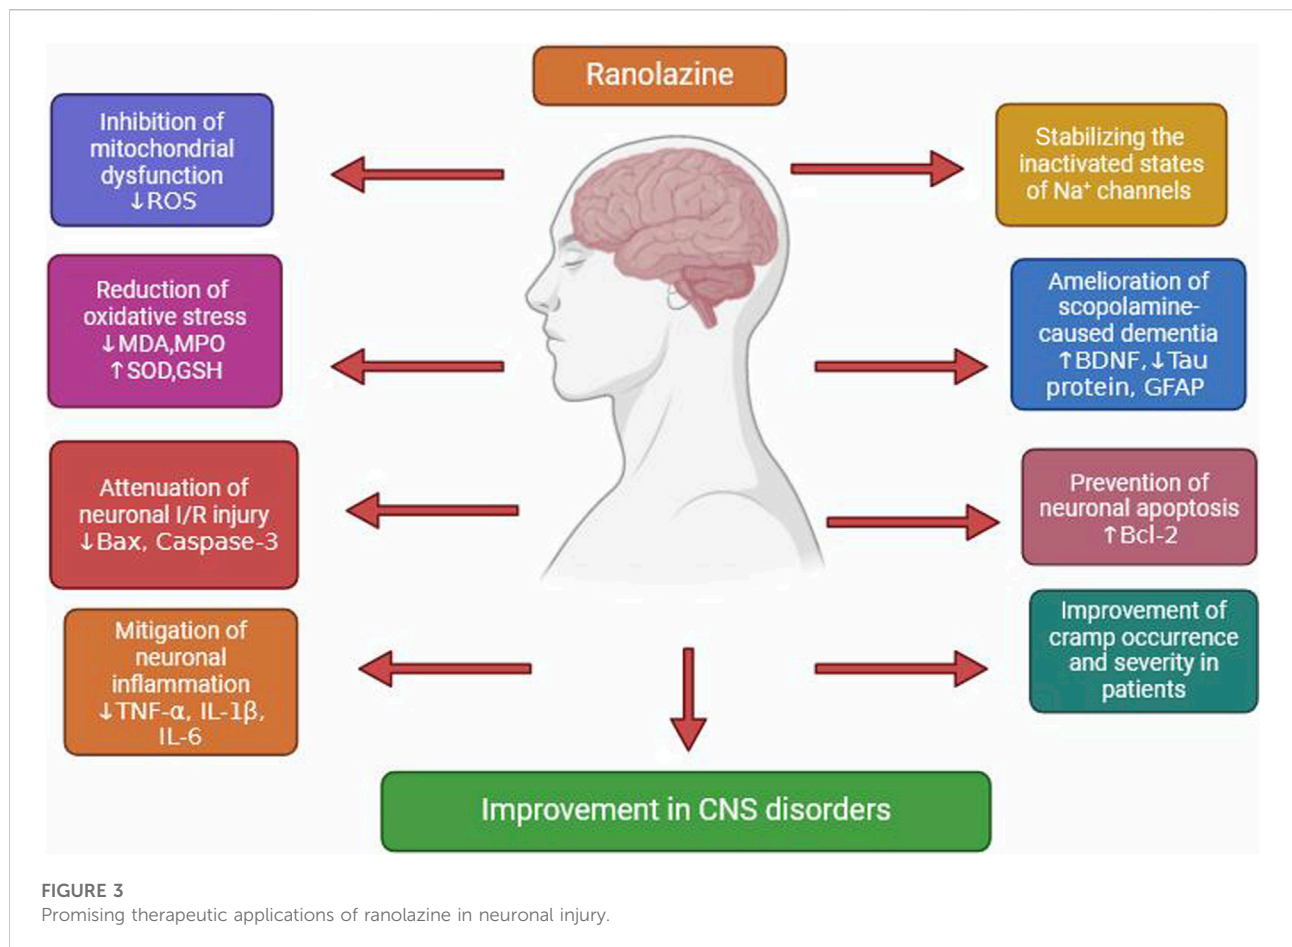 Ranolazine
Inhibition of
mitochondrial
dysfunction
↓ROS
Reduction of
oxidative stress
↓MDA,MPO
↑SOD,GSH
Attenuation of
neuronal I/R injury
↓Bax, Caspase-3
Mitigation of
neuronal
inflammation
↓TNF-α, IL-1β,
IL-6
Stabilizing the
inactivated states
of Na⁺ channels
Amelioration of
scopolamine-
caused dementia
↑BDNF,↓Tau
protein, GFAP
Prevention of
neuronal apoptosis
↑Bcl-2
Improvement of
cramp occurrence
and severity in
patients
Improvement in CNS disorders
FIGURE 3
Promising therapeutic applications of ranolazine in neuronal injury.